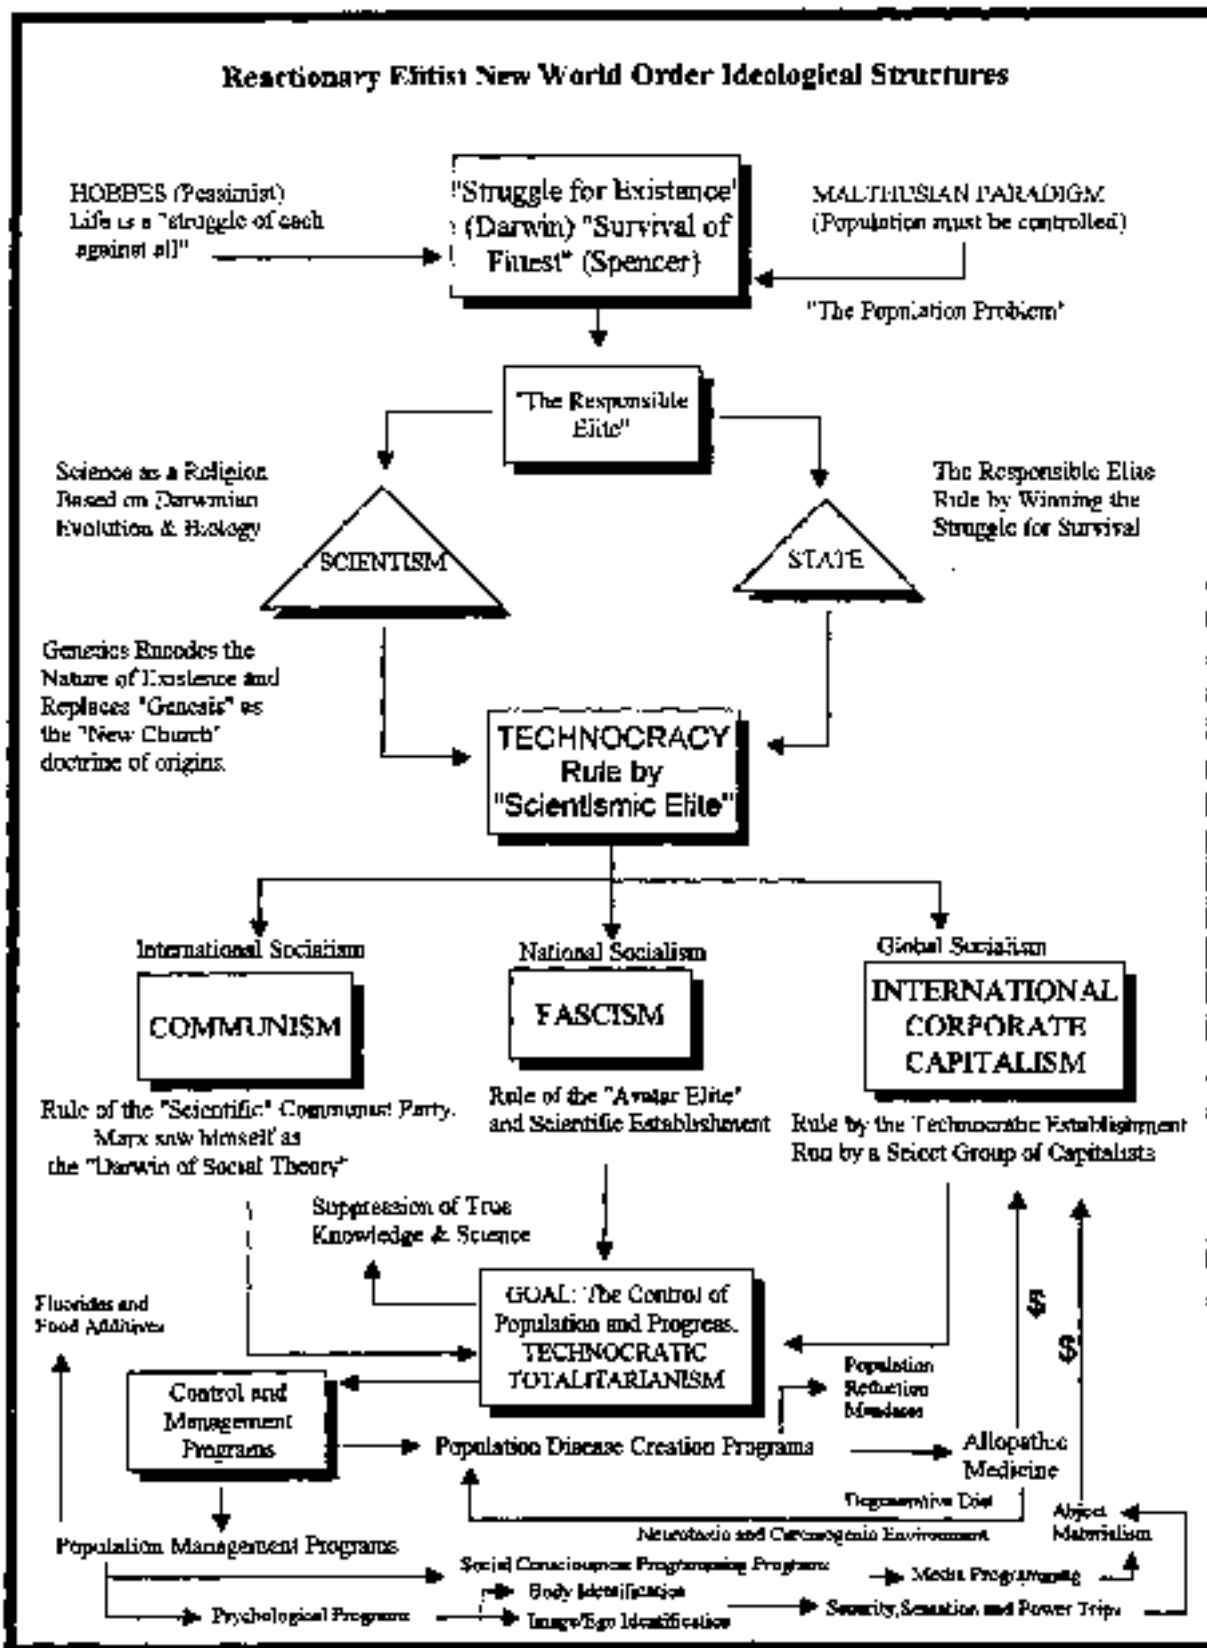 Reactionary Elitist New World Order Ideological Structures
HOBBES (Pessimist)
Life is a "struggle of each
against all"
"Struggle for Existance"
(Darwin) "Survival of
Fittest" (Spencer)
MALTHUSIAN PARADIGM
(Population must be controlled)
"The Population Problem"
"The Responsible
Elite"
Science as a Religion
Based on Darwinian
Evolution & Biology
SCIENTISM
The Responsible Elite
Rule by Winning the
Struggle for Survival
STATE
Genetics Encodes the
Nature of Existence and
Replaces "Genesis" as
the "New Church"
doctrine of origins.
TECHNOCRACY
Rule by
"Scientismic Elite"
International Socialism
COMMUNISM
Rule of the "Scientific" Communist Party.
Marx saw himself as
the "Darwin of Social Theory"
National Socialism
FASCISM
Rule of the "Avatar Elite"
and Scientific Establishment
Global Socialism
INTERNATIONAL
CORPORATE
CAPITALISM
Rule by the Technocratic Establishment
Run by a Select Group of Capitalists
Suppression of True
Knowledge & Science
GOAL: The Control of
Population and Progress.
TECHNOCRATIC
TOTALITARIANISM
$
$
Fluorides and
Food Additives
Control and
Management
Programs
Population
Reduction
Mandates
Population Disease Creation Programs
Allopathic
Medicine
Degenerative Diet
Neurotoxic and Carcinogenic Environment
Abject
Materialism
Population Management Programs
Social Consciousness Programming Programs
Media Programming
Psychological Programs
Body Identification
Image/Ego Identification
Security, Sensation and Power Trips